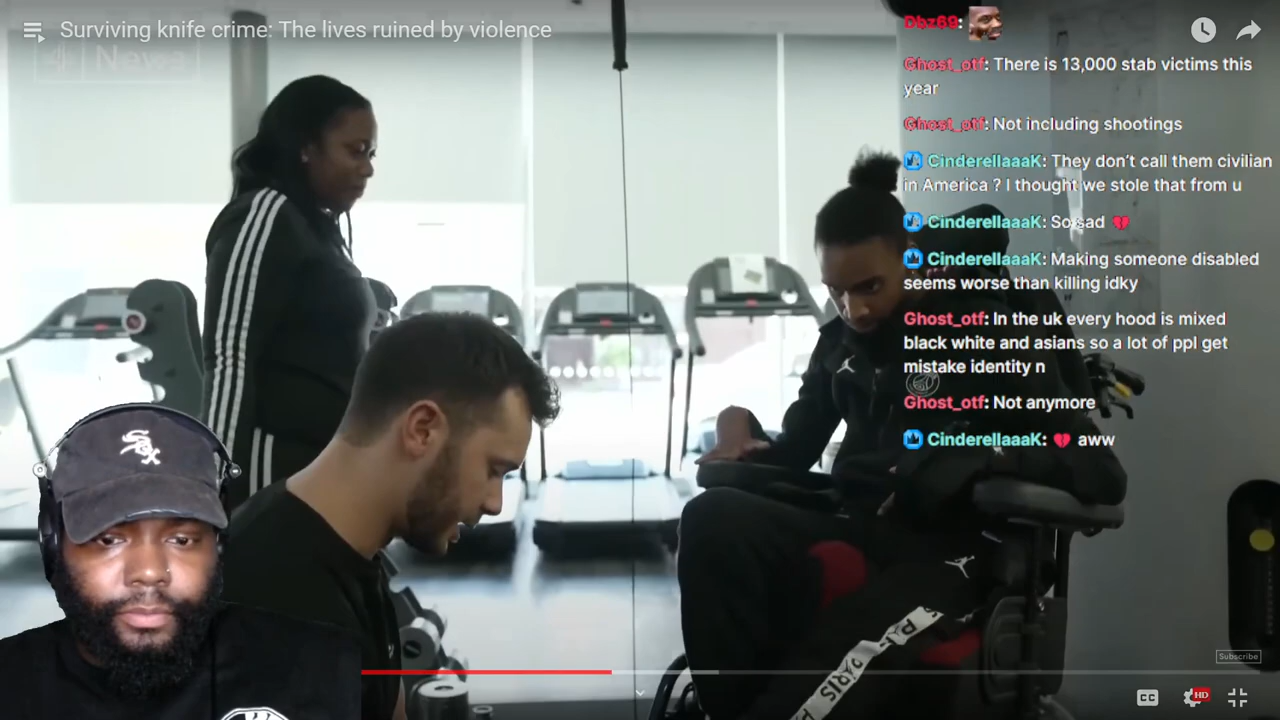 Surviving knife crime: The lives ruined by violence
4 News
Dbz69:
Ghost_otf: There is 13,000 stab victims this
year
Ghost_otf: Not including shootings
CinderellaaaK: They don't call them civilian
in America ? I thought we stole that from u
CinderellaaaK: So sad 💔
CinderellaaaK: Making someone disabled
seems worse than killing idky
Ghost_otf: In the uk every hood is mixed
black white and asians so a lot of ppl get
mistake identity n
Ghost_otf: Not anymore
CinderellaaaK: 💔 aww
Sox
PARIS
Subscribe
CC
HD